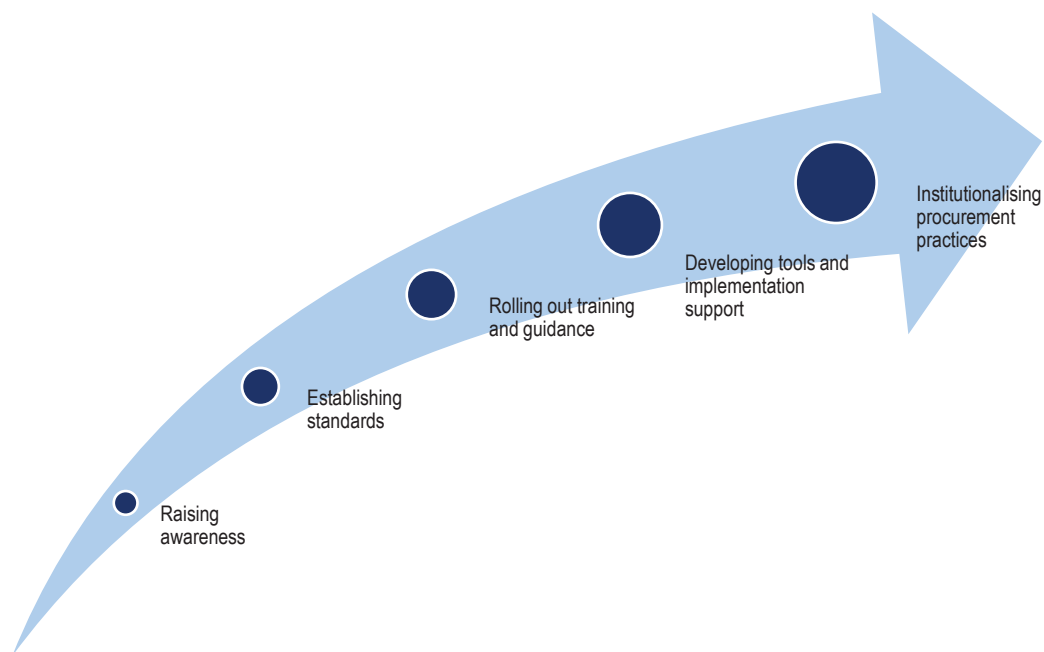 Raising
awareness
Establishing
standards
Rolling out training
and guidance
Developing tools and
implementation
support
Institutionalising
procurement
practices